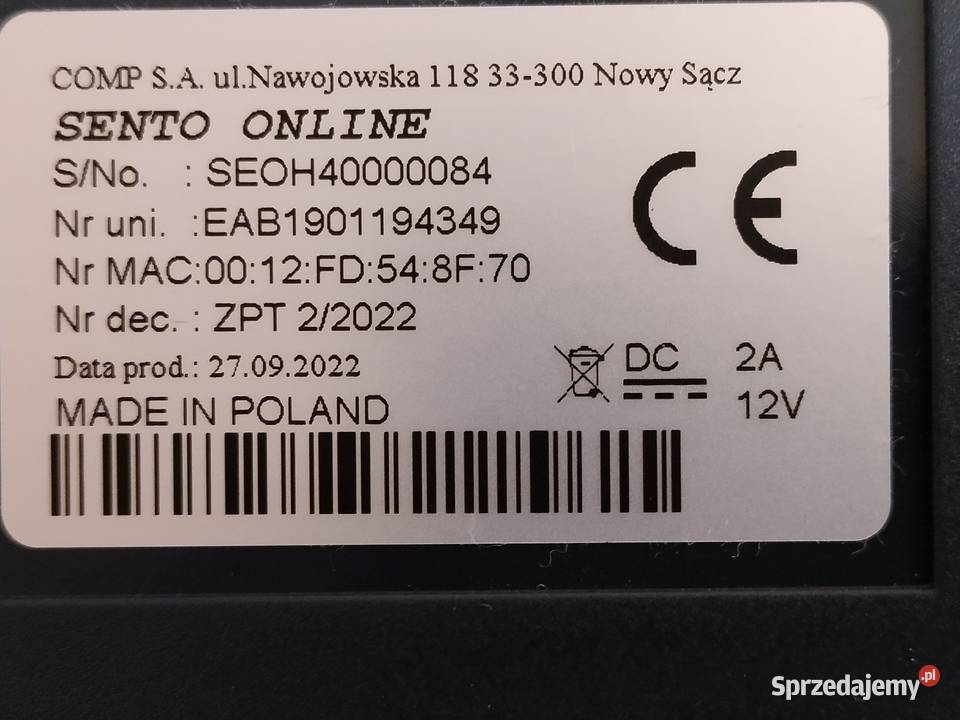 COMP S.A. ul.Nawojowska 118 33-300 Nowy Sącz
SENTO ONLINE
S/No. : SEOH40000084
Nr uni. :EAB1901194349
Nr MAC:00:12:FD:54:8F:70
Nr dec. : ZPT 2/2022
Data prod.: 27.09.2022
MADE IN POLAND
CE
DC 2A
12V
Sprzedajemy.pl